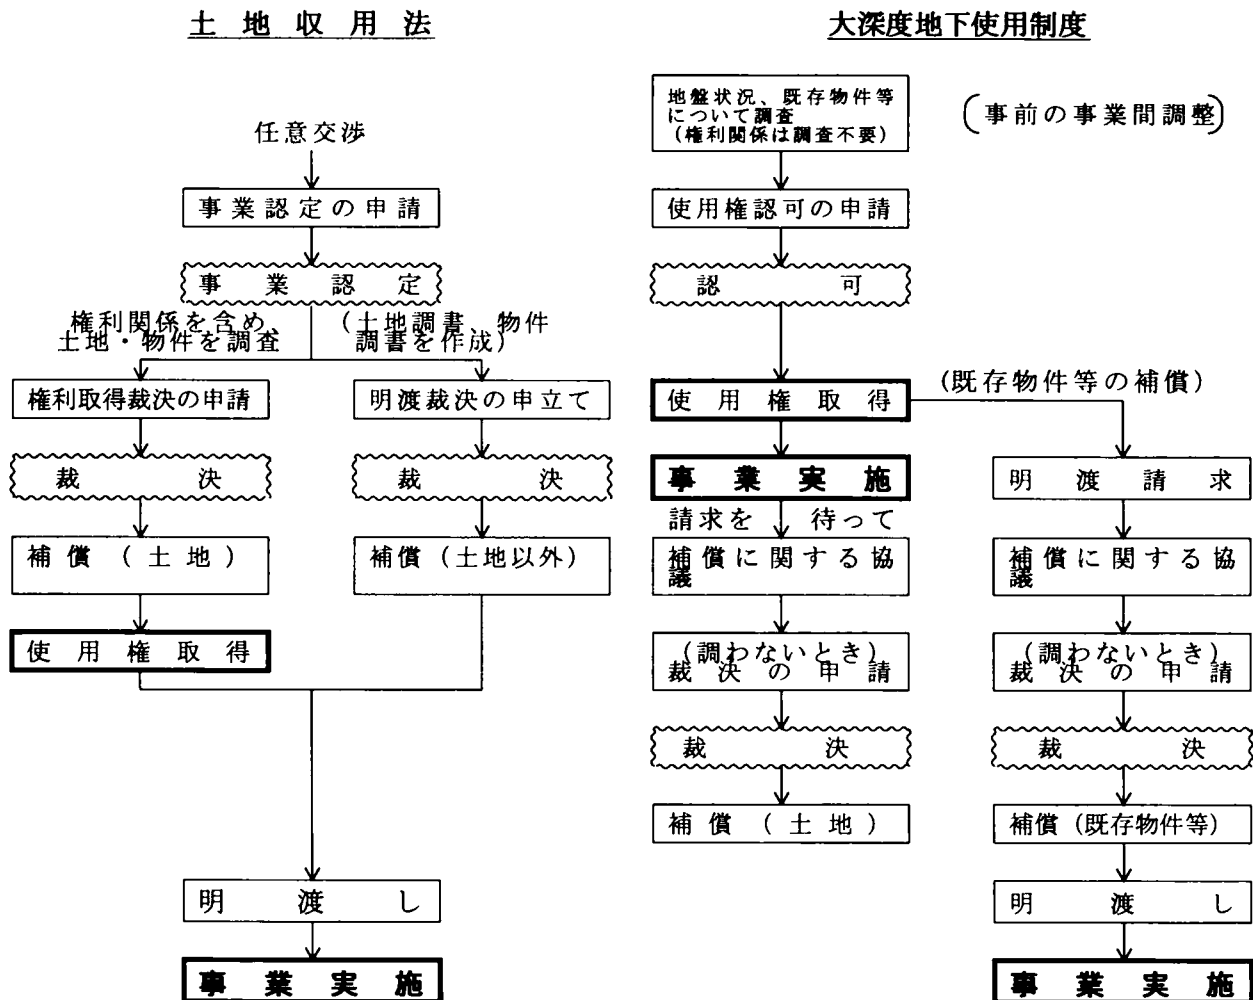 土地収用法
任意交渉
事業認定の申請
事業認定
権利関係を含め、
土地・物件を調査
(土地調書、物件
調書を作成)
権利取得裁決の申請
明渡裁決の申立て
裁決
裁決
補償(土地)
補償(土地以外)
使用権取得
明渡し
事業実施
大深度地下使用制度
地盤状況、既存物件等
について調査
(権利関係は調査不要)
(事前の事業間調整)
使用権認可の申請
認可
使用権取得
(既存物件等の補償)
事業実施
請求を待って
補償に関する協
議
(調わないとき)
裁決の申請
裁決
補償(土地)
明渡請求
補償に関する協
議
(調わないとき)
裁決の申請
裁決
補償(既存物件等)
明渡し
事業実施